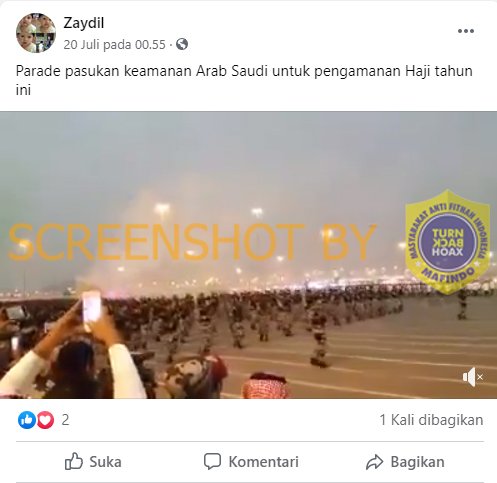 Zaydil
20 Juli pada 00.55 ·
Parade pasukan keamanan Arab Saudi untuk pengamanan Haji tahun
ini
SCREENSHOT BY
MASYARAKAT ANTI FITNAH INDONESIA
TURN
BACK
HOAX
MAFINDO
2
1 Kali dibagikan
Suka
Komentari
Bagikan